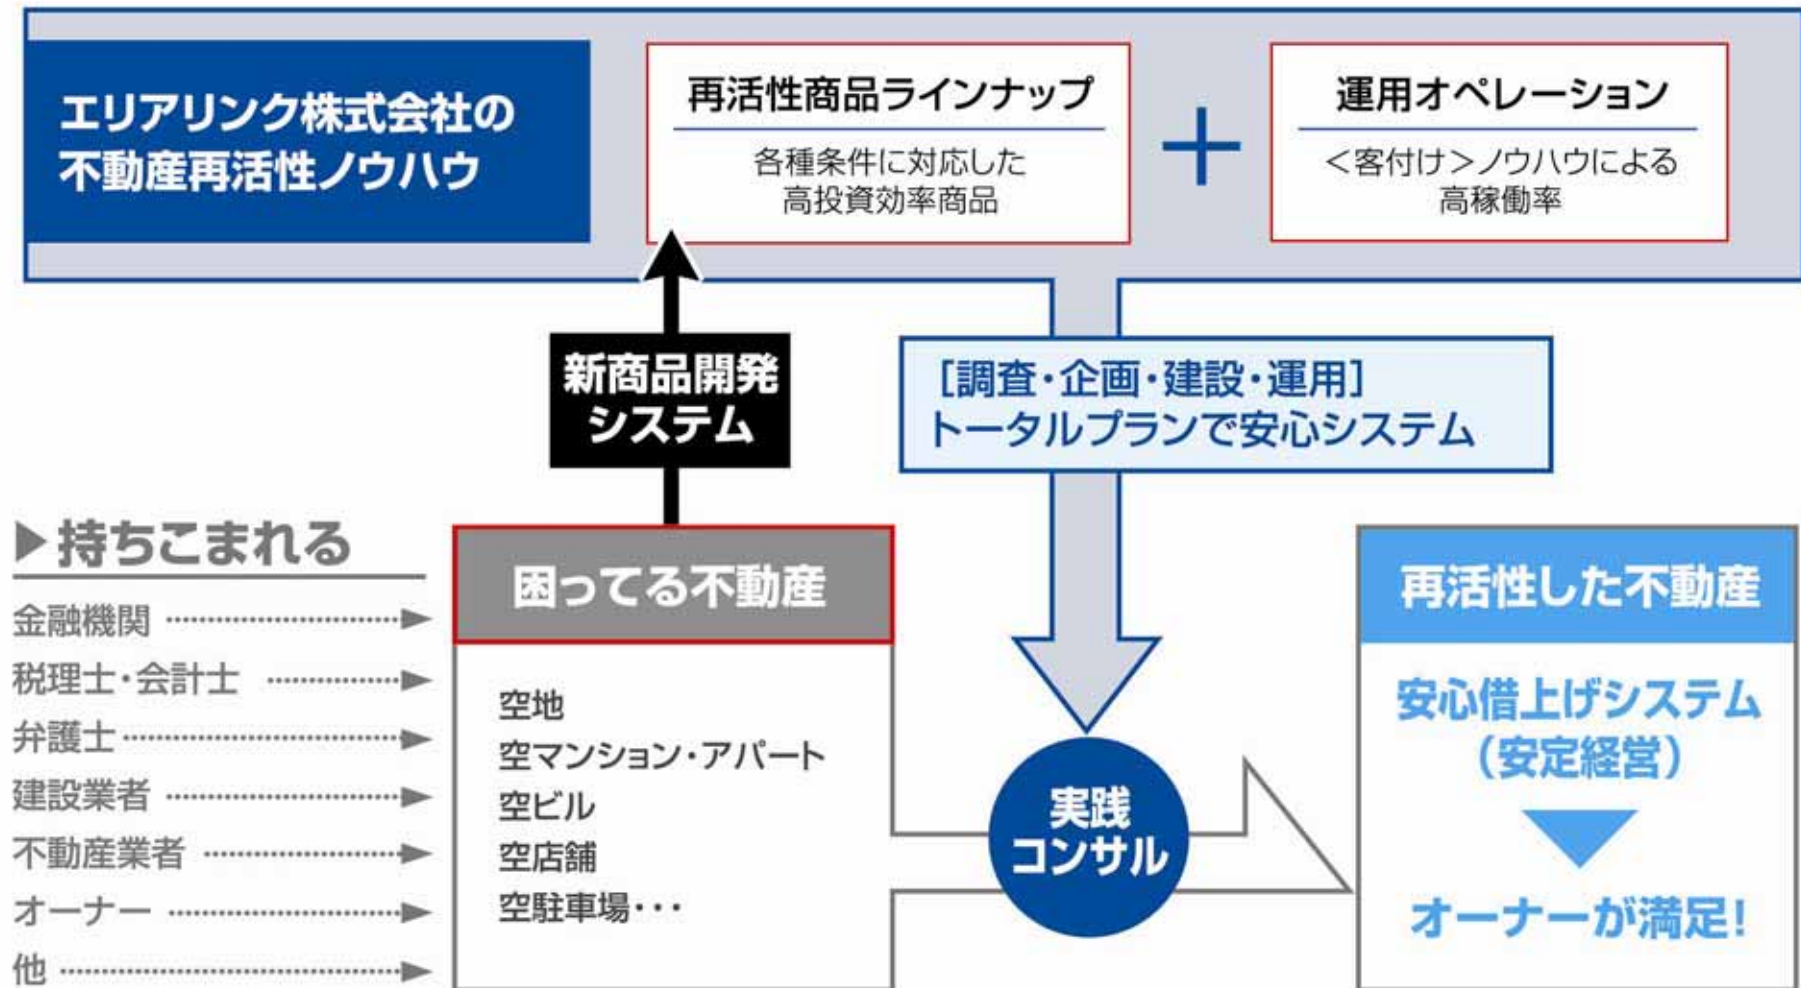 エリアリンク株式会社の
不動産再活性ノウハウ
再活性商品ラインナップ
各種条件に対応した
高投資効率商品
＋
運用オペレーション
＜客付け＞ノウハウによる
高稼働率
新商品開発
システム
［調査・企画・建設・運用］
トータルプランで安心システム
▶持ちこまれる
金融機関
税理士・会計士
弁護士
建設業者
不動産業者
オーナー
他
困ってる不動産
空地
空マンション・アパート
空ビル
空店舗
空駐車場・・・
実践
コンサル
再活性した不動産
安心借上げシステム
（安定経営）
オーナーが満足！